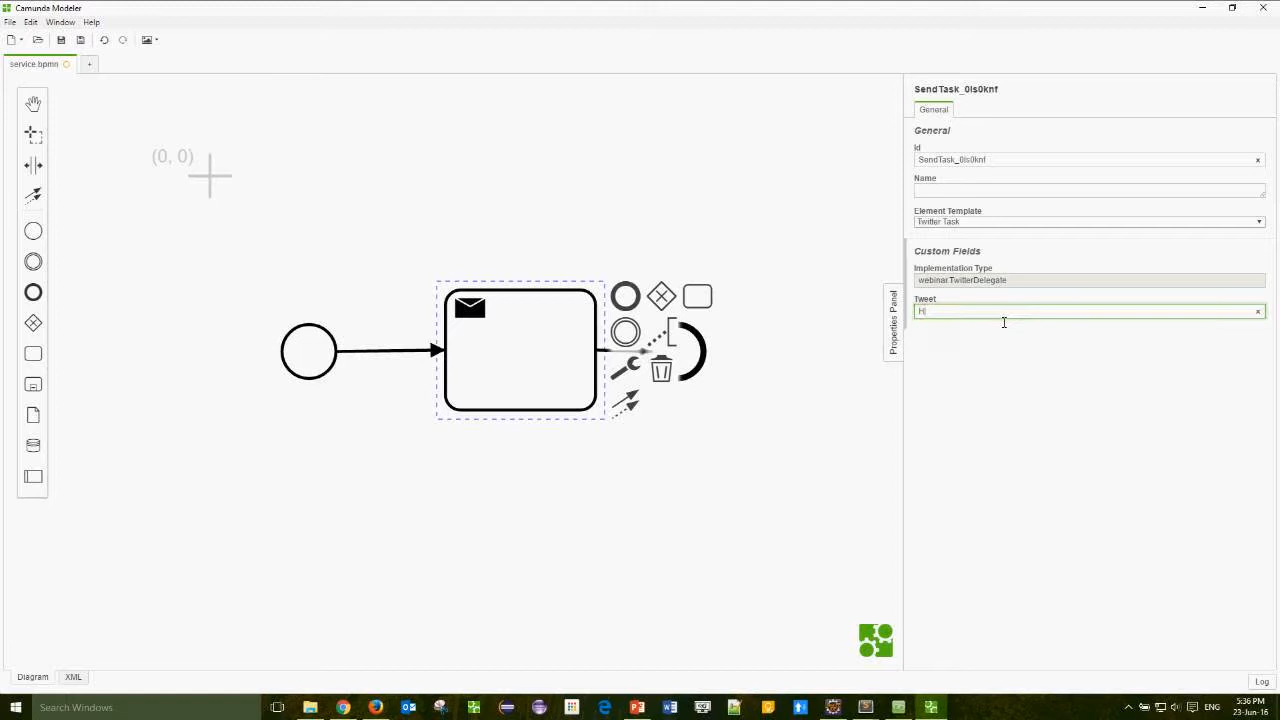 Camunda Modeler
File Edit Window Help
service.bpmn
+
(0, 0)
SendTask_0ls0knf
General
General
Id
SendTask_0ls0knf
Name
Element Template
Twitter Task
Custom Fields
Implementation Type
webinar.TwitterDelegate
Tweet
H
Properties Panel
Diagram XML
Log
Search Windows
ENG
5:36 PM
23-Jun-16